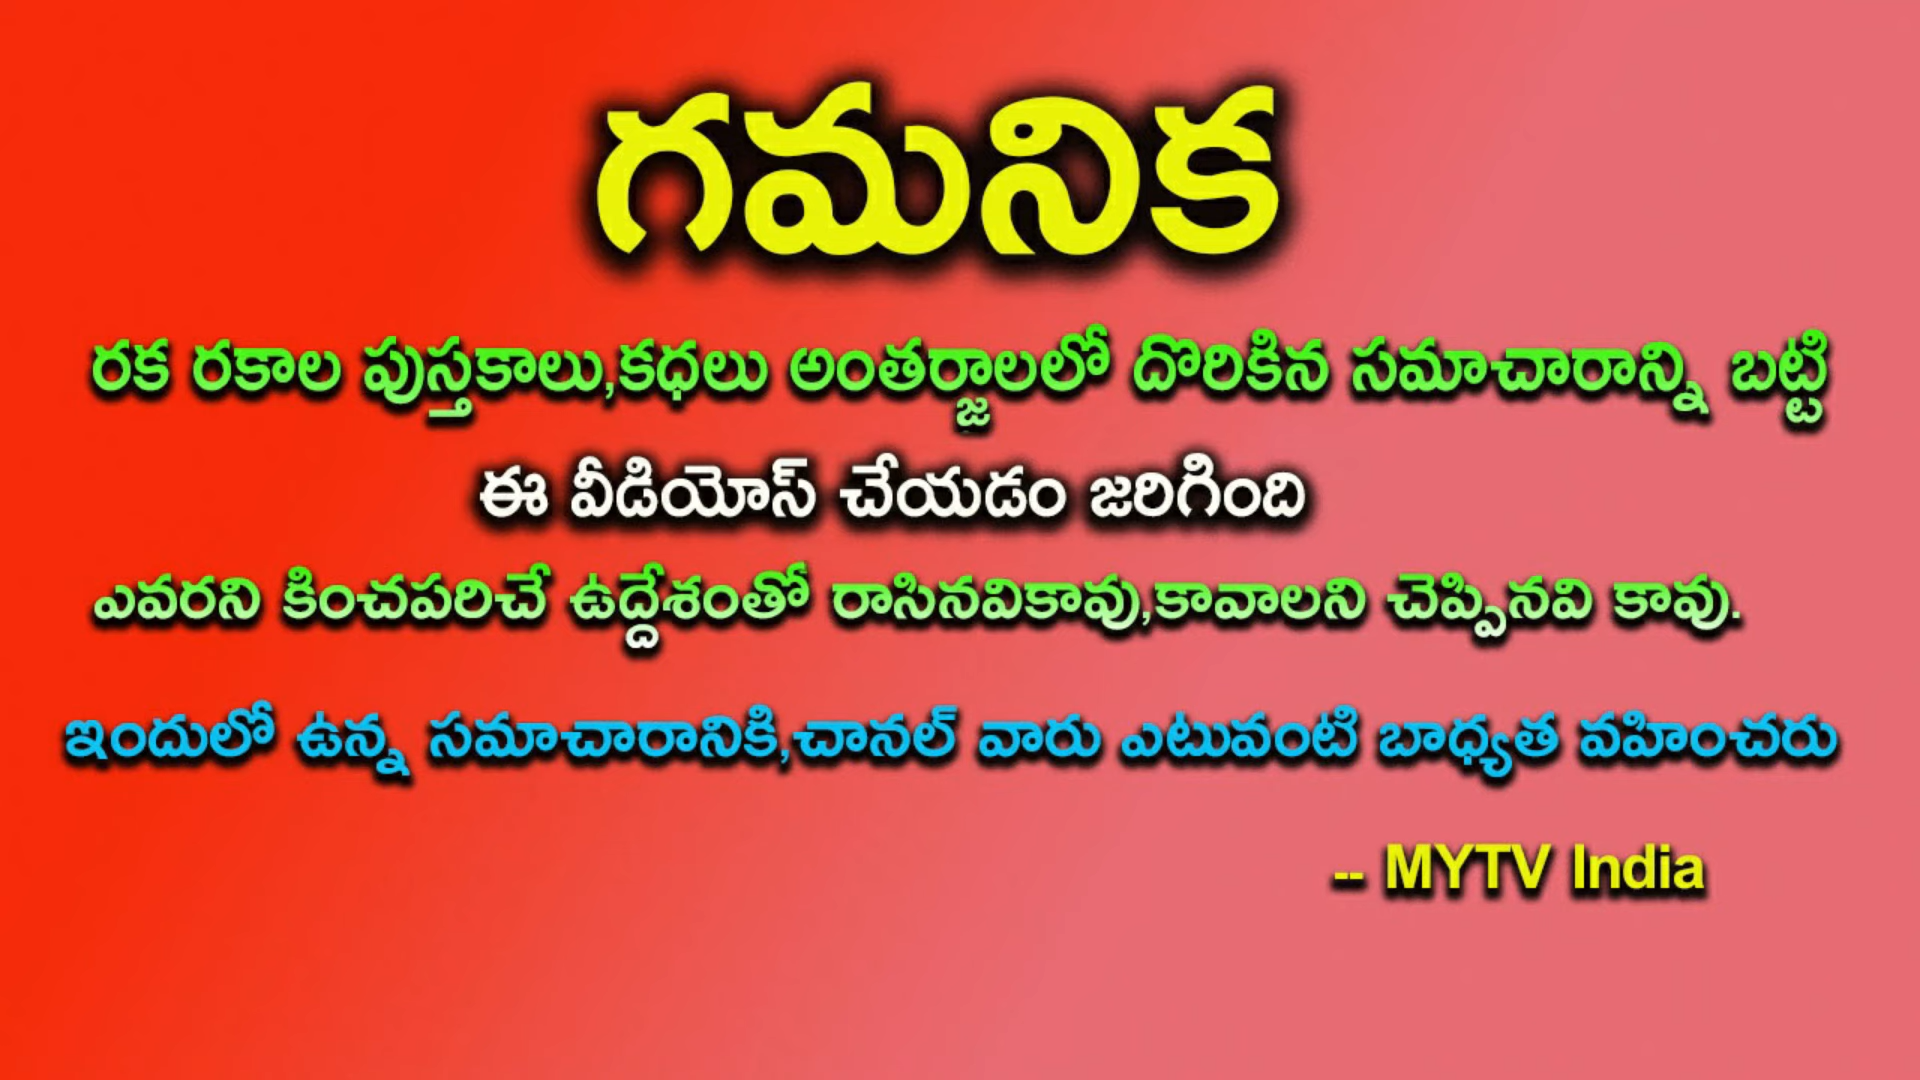 గమనిక
రక రకాల పుస్తకాలు,కధలు అంతర్జాలలో దొరికిన సమాచారాన్ని బట్టి
ఈ వీడియోస్ చేయడం జరిగింది
ఎవరని కించపరిచే ఉద్దేశంతో రాసినవికావు,కావాలని చెప్పినవి కావు.
ఇందులో ఉన్న సమాచారానికి,చానల్ వారు ఎటువంటి బాధ్యత వహించరు
-- MYTV India